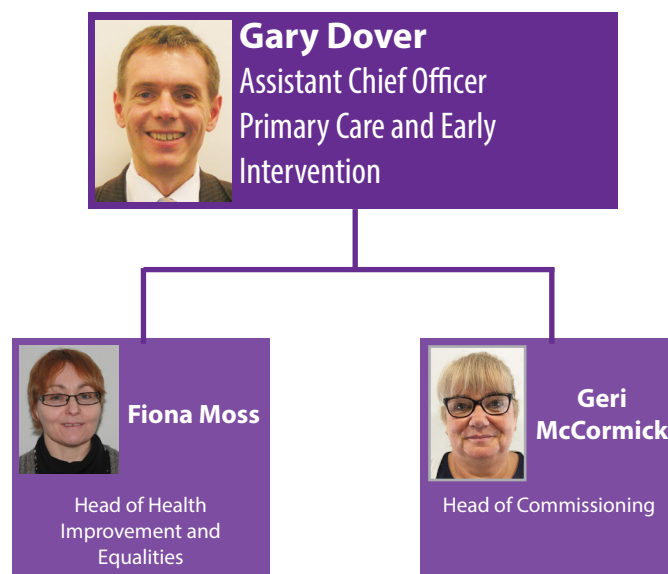 Gary Dover
Assistant Chief Officer
Primary Care and Early
Intervention
Fiona Moss
Head of Health
Improvement and
Equalities
Geri
McCormick
Head of Commissioning